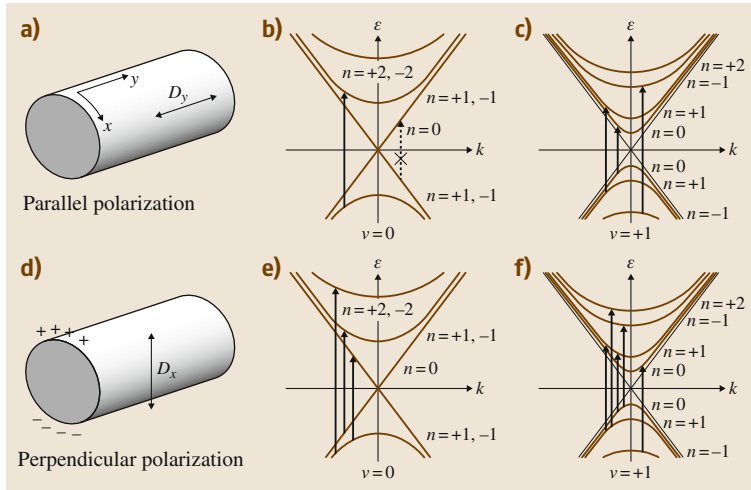 a)
y
D_y
x
Parallel polarization
b)
ε
n = +2, −2
n = +1, −1
n = 0
k
n = +1, −1
ν = 0
c)
ε
n = +2
n = −1
n = +1
n = 0
k
n = 0
n = +1
n = −1
ν = +1
d)
+ + + +
+
D_x
− − − −
Perpendicular polarization
e)
ε
n = +2, −2
n = +1, −1
n = 0
k
n = +1, −1
ν = 0
f)
ε
n = +2
n = −1
n = +1
n = 0
k
n = 0
n = +1
n = −1
ν = +1